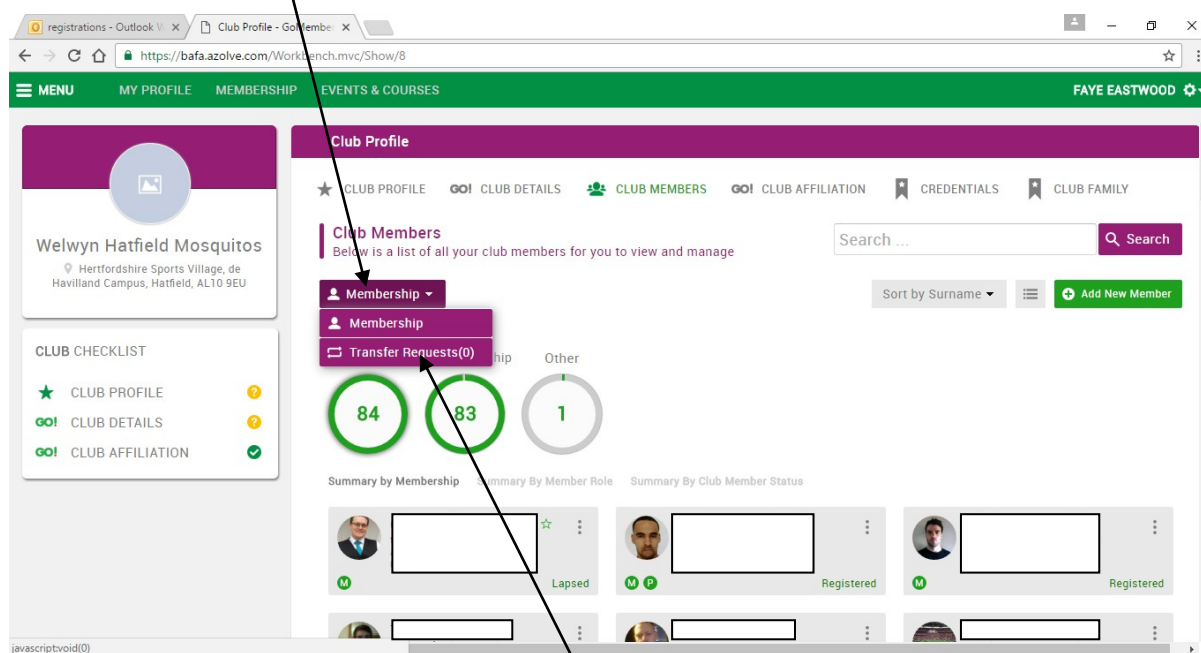 registrations - Outlook
Club Profile - GoMember
https://bafa.azolve.com/Workbench.mvc/Show/8
MENU MY PROFILE MEMBERSHIP EVENTS & COURSES FAYE EASTWOOD
Club Profile
CLUB PROFILE GO! CLUB DETAILS CLUB MEMBERS GO! CLUB AFFILIATION CREDENTIALS CLUB FAMILY
Welwyn Hatfield Mosquitos
Hertfordshire Sports Village, de
Havilland Campus, Hatfield, AL10 9EU
CLUB CHECKLIST
CLUB PROFILE ?
GO! CLUB DETAILS ?
GO! CLUB AFFILIATION
Club Members
Below is a list of all your club members for you to view and manage
Search ... Search
Membership Sort by Surname Add New Member
Membership
Transfer Requests(0)
Other
84 83 1
Summary by Membership Summary By Member Role Summary By Club Member Status
M Lapsed
M P Registered
M Registered
javascript:void(0)